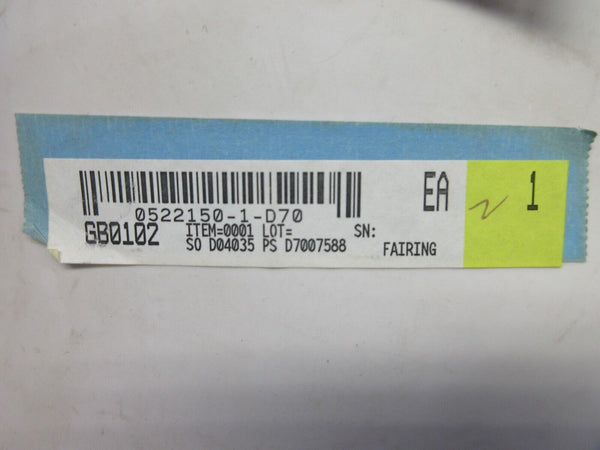 0522150-1-D70
EA 1
GB0102
ITEM=0001 LOT= SN:
SO D04035 PS D7007588
FAIRING